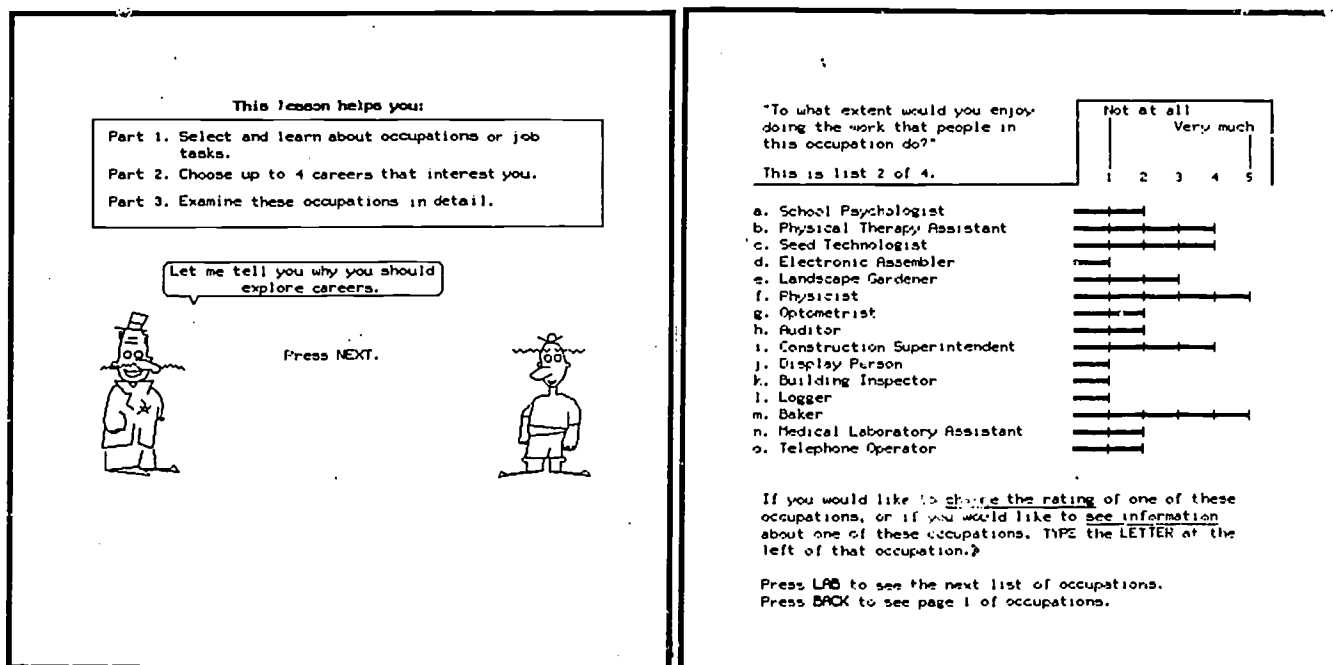 This lesson helps you:
Part 1. Select and learn about occupations or job
tasks.
Part 2. Choose up to 4 careers that interest you.
Part 3. Examine these occupations in detail.
Let me tell you why you should
explore careers.
Press NEXT.
"To what extent would you enjoy
doing the work that people in
this occupation do?"
This is list 2 of 4.
Not at all
Very much
1 2 3 4 5
a. School Psychologist
b. Physical Therapy Assistant
c. Seed Technologist
d. Electronic Assembler
e. Landscape Gardener
f. Physicist
g. Optometrist
h. Auditor
i. Construction Superintendent
j. Display Person
k. Building Inspector
l. Logger
m. Baker
n. Medical Laboratory Assistant
o. Telephone Operator
If you would like to change the rating of one of these
occupations, or if you would like to see information
about one of these occupations, TYPE the LETTER at the
left of that occupation.>
Press LAB to see the next list of occupations.
Press BACK to see page 1 of occupations.